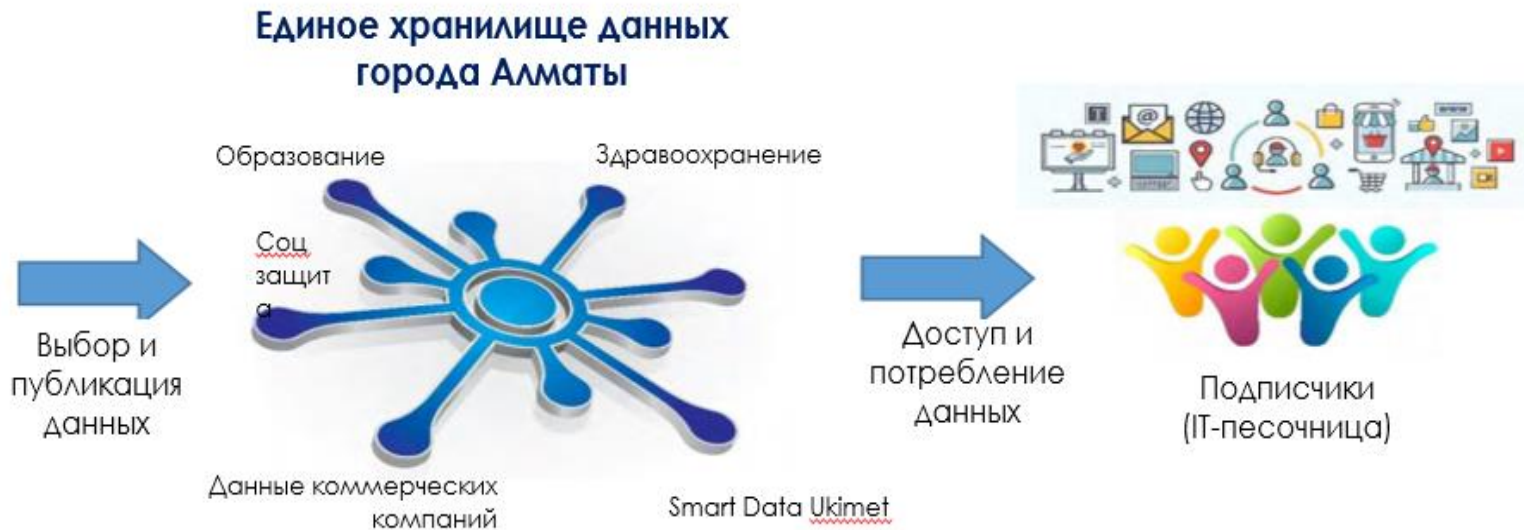 Единое хранилище данных
города Алматы
Образование
Здравоохранение
Соц
защит
а
Выбор и
публикация
данных
Доступ и
потребление
данных
Подписчики
(IT-песочница)
Данные коммерческих
компаний
Smart Data Ukimet